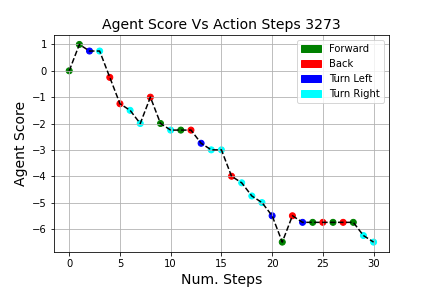 Agent Score Vs Action Steps 3273
Agent Score
1
0
−1
−2
−3
−4
−5
−6
Forward
Back
Turn Left
Turn Right
0 5 10 15 20 25 30
Num. Steps